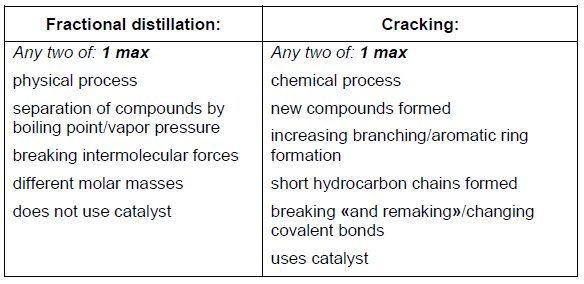 Fractional distillation:
Any two of: 1 max
physical process
separation of compounds by
boiling point/vapor pressure
breaking intermolecular forces
different molar masses
does not use catalyst
Cracking:
Any two of: 1 max
chemical process
new compounds formed
increasing branching/aromatic ring
formation
short hydrocarbon chains formed
breaking «and remaking»/changing
covalent bonds
uses catalyst